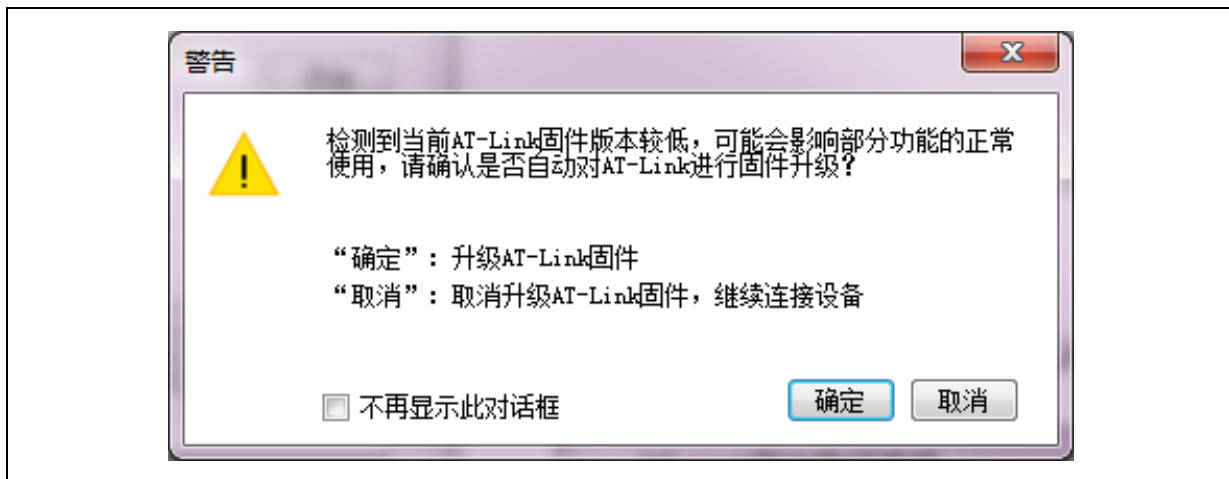 警告
检测到当前AT-Link固件版本较低，可能会影响部分功能的正常
使用，请确认是否自动对AT-Link进行固件升级？
“确定”：升级AT-Link固件
“取消”：取消升级AT-Link固件，继续连接设备
不再显示此对话框
确定 取消